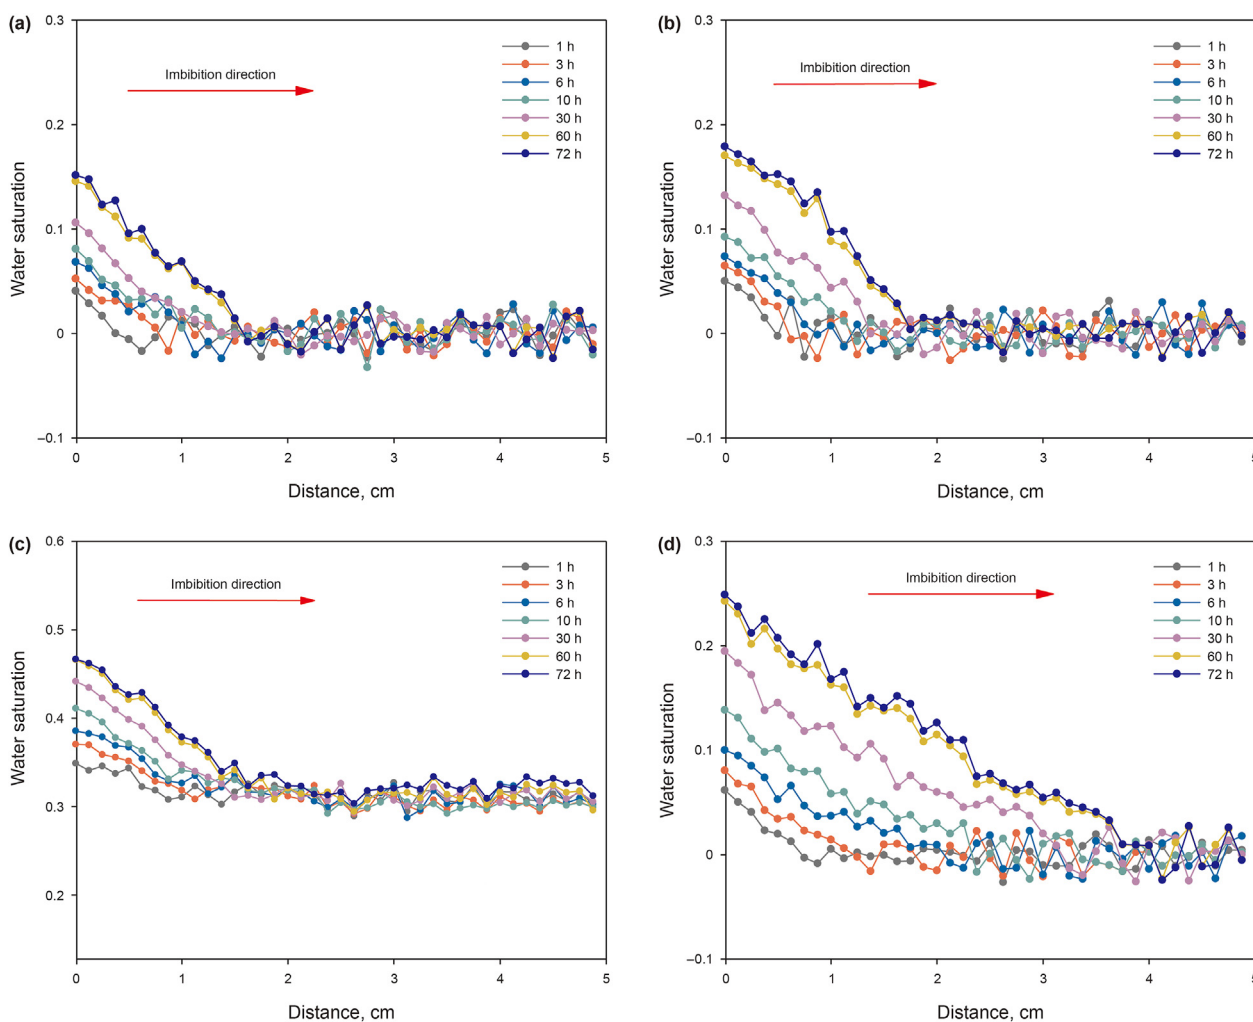 (a)
0.3
0.2
0.1
0
–0.1
Water saturation
Imbibition direction
1 h
3 h
6 h
10 h
30 h
60 h
72 h
0
1
2
3
4
5
Distance, cm
(b)
0.3
0.2
0.1
0
–0.1
Water saturation
Imbibition direction
1 h
3 h
6 h
10 h
30 h
60 h
72 h
0
1
2
3
4
5
Distance, cm
(c)
0.6
0.5
0.4
0.3
0.2
Water saturation
Imbibition direction
1 h
3 h
6 h
10 h
30 h
60 h
72 h
0
1
2
3
4
5
Distance, cm
(d)
0.3
0.2
0.1
0
–0.1
Water saturation
Imbibition direction
1 h
3 h
6 h
10 h
30 h
60 h
72 h
0
1
2
3
4
5
Distance, cm